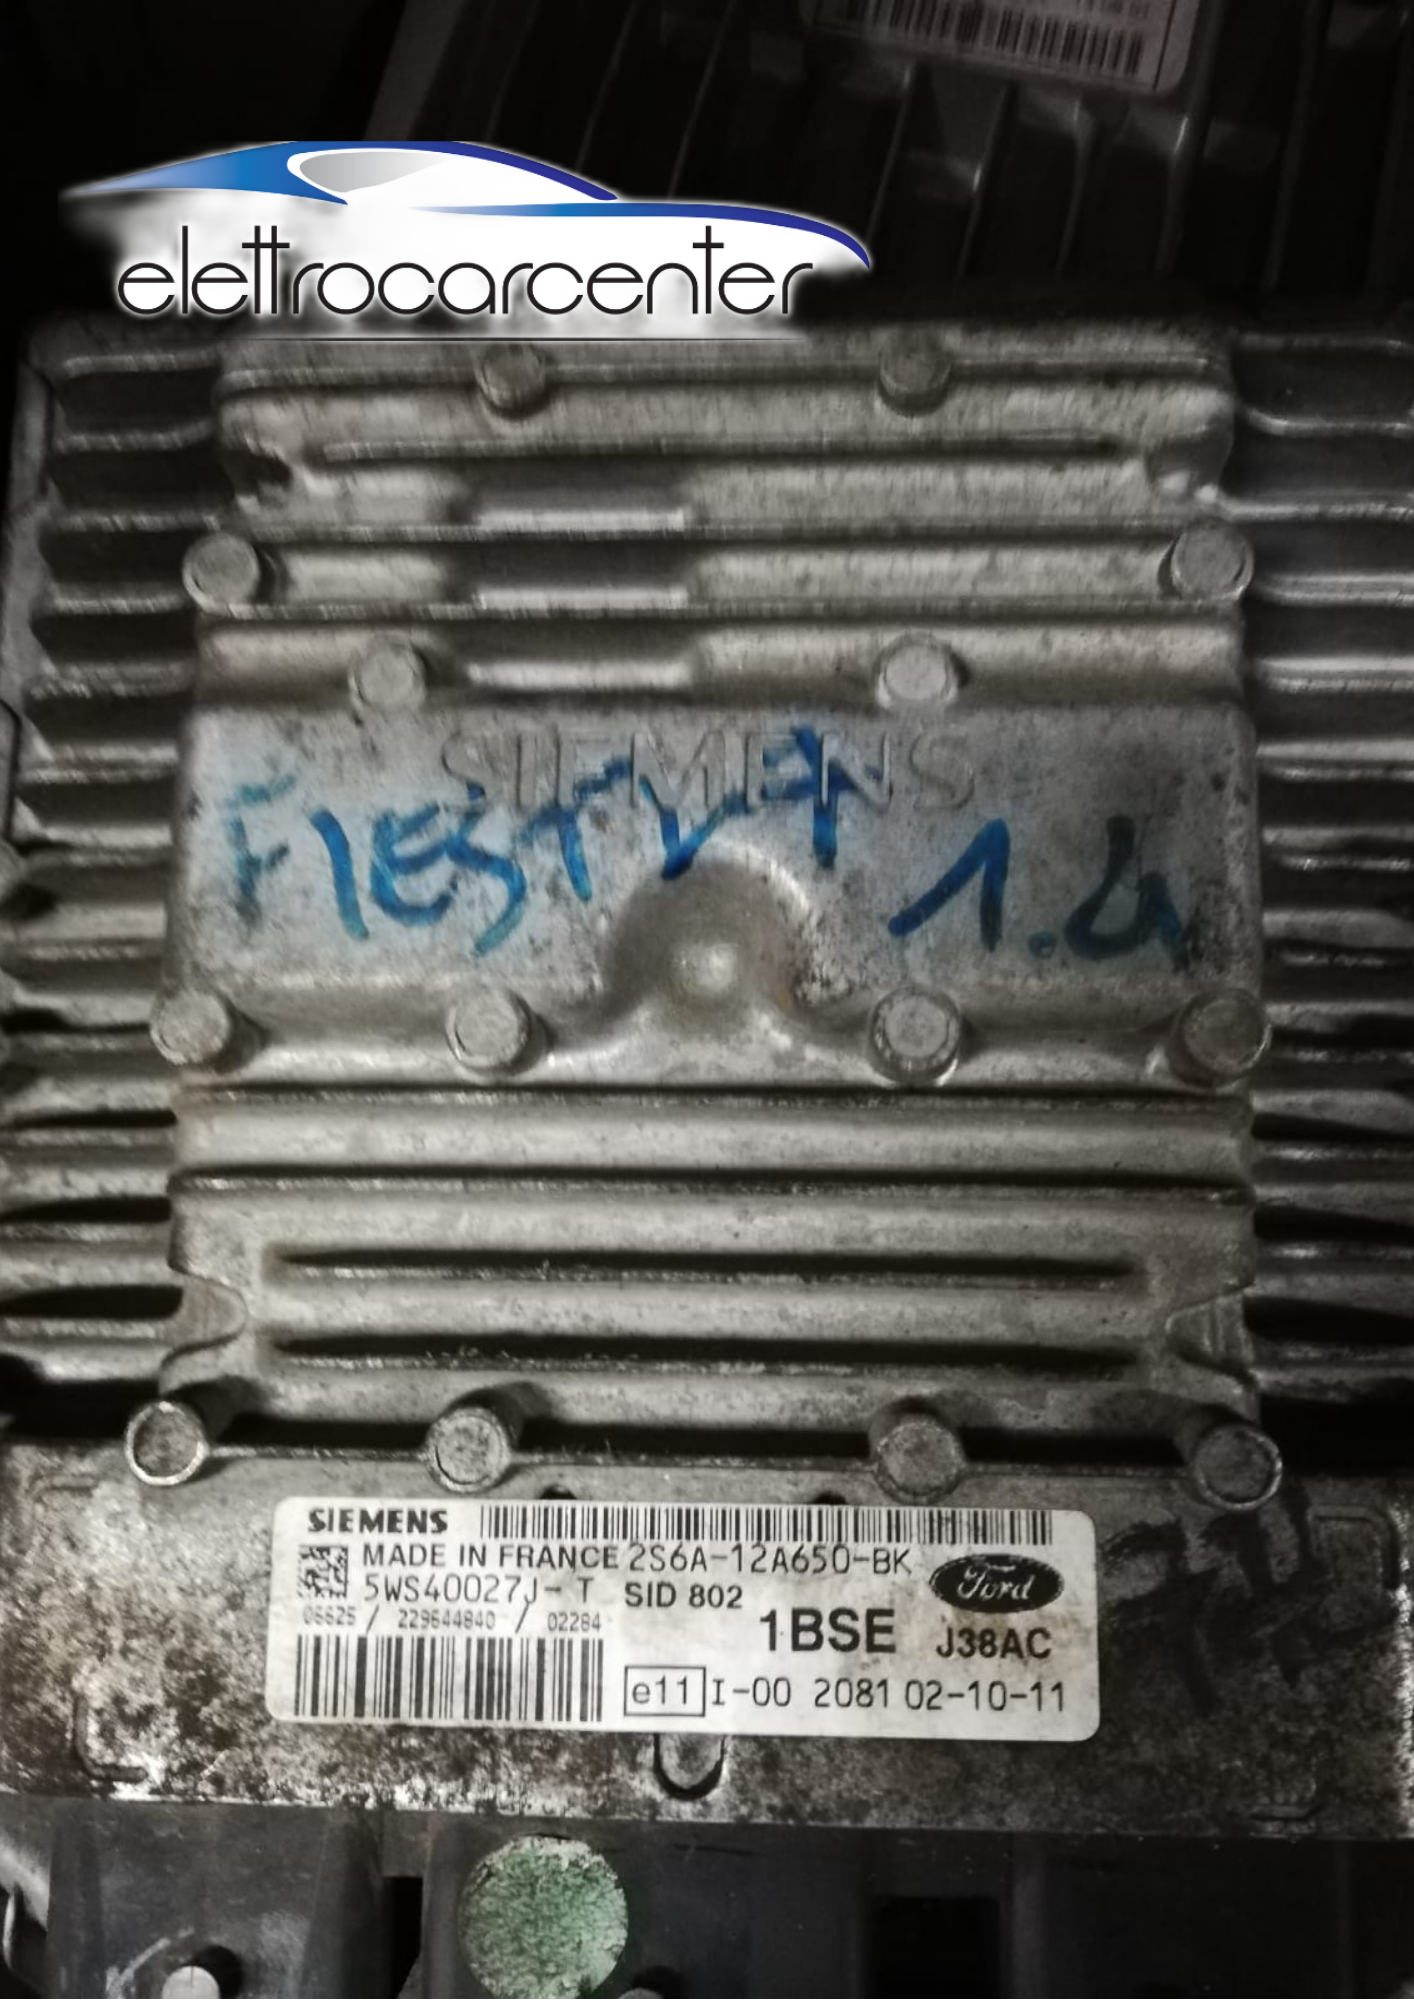 elettrocarcenter
SIEMENS
FIESTA 1.4
SIEMENS
MADE IN FRANCE 2S6A-12A650-BK
5WS40027J-T SID 802
Ford
06625 / 229644840 / 02284
1BSE J38AC
e11 I-00 2081 02-10-11